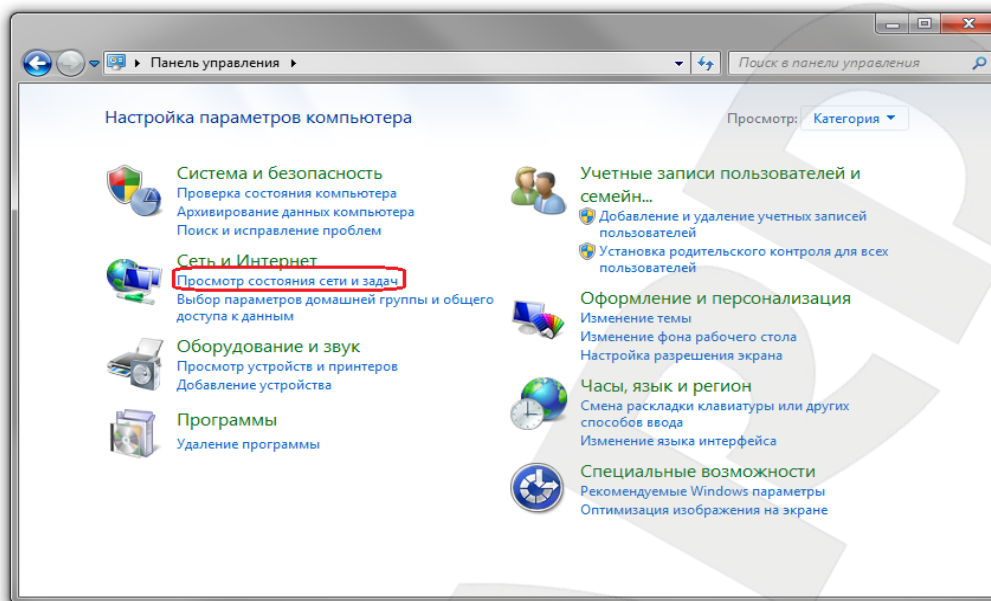 Панель управления
Поиск в панели управления
Настройка параметров компьютера
Просмотр: Категория
Система и безопасность
Проверка состояния компьютера
Архивирование данных компьютера
Поиск и исправление проблем
Сеть и Интернет
Просмотр состояния сети и задач
Выбор параметров домашней группы и общего
доступа к данным
Оборудование и звук
Просмотр устройств и принтеров
Добавление устройства
Программы
Удаление программы
Учетные записи пользователей и
семейн...
Добавление и удаление учетных записей
пользователей
Установка родительского контроля для всех
пользователей
Оформление и персонализация
Изменение темы
Изменение фона рабочего стола
Настройка разрешения экрана
Часы, язык и регион
Смена раскладки клавиатуры или других
способов ввода
Изменение языка интерфейса
Специальные возможности
Рекомендуемые Windows параметры
Оптимизация изображения на экране